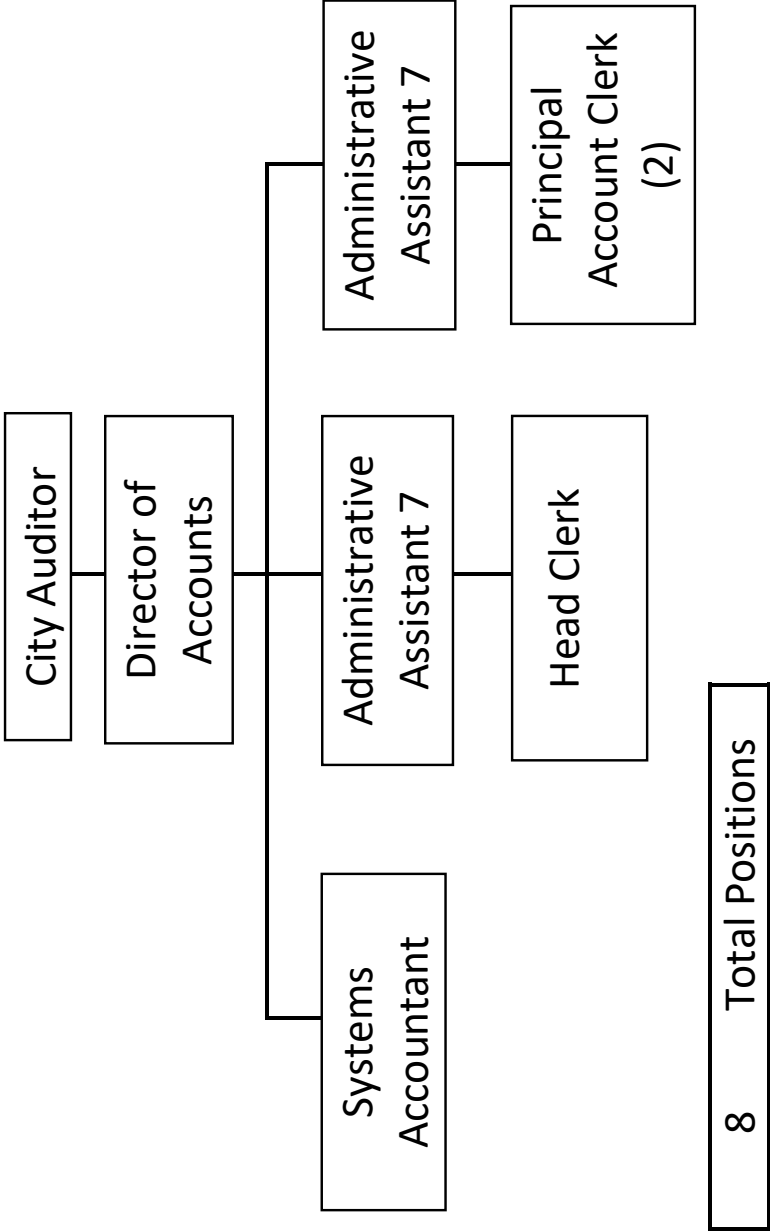 City Auditor
Director of
Accounts
Systems
Accountant
Administrative
Assistant 7
Administrative
Assistant 7
Head Clerk
Principal
Account Clerk
(2)
8 Total Positions